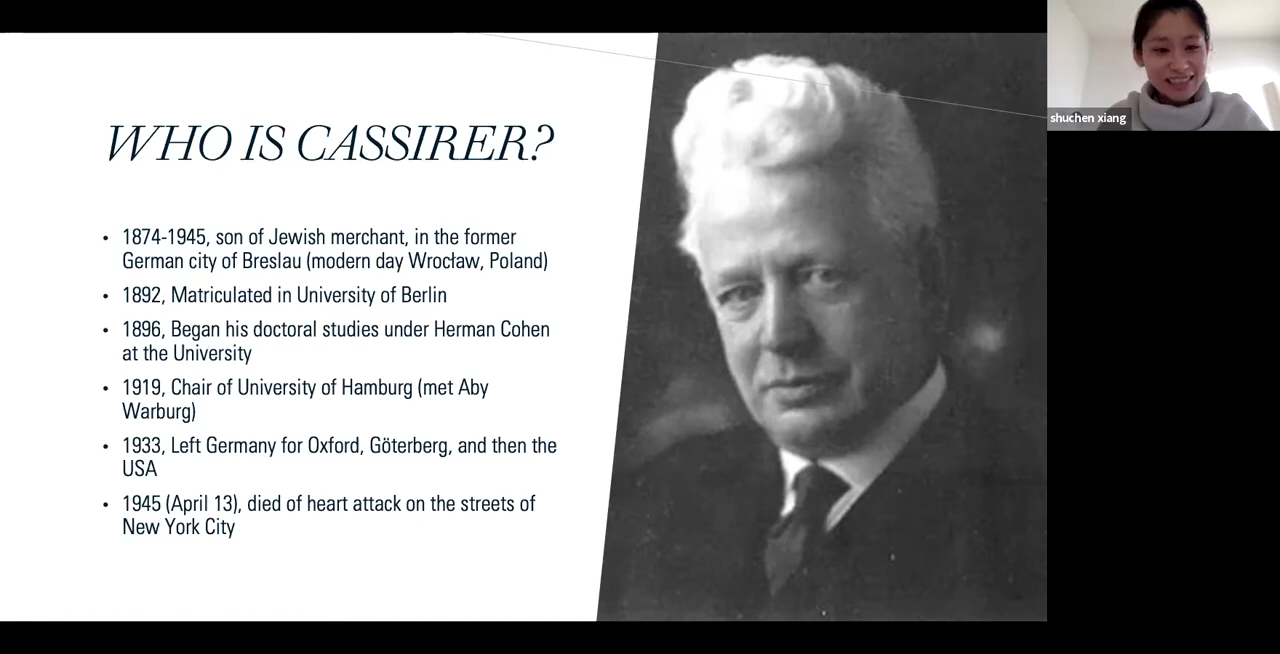 WHO IS CASSIRER?
• 1874-1945, son of Jewish merchant, in the former
German city of Breslau (modern day Wrocław, Poland)
• 1892, Matriculated in University of Berlin
• 1896, Began his doctoral studies under Herman Cohen
at the University
• 1919, Chair of University of Hamburg (met Aby
Warburg)
• 1933, Left Germany for Oxford, Göterberg, and then the
USA
• 1945 (April 13), died of heart attack on the streets of
New York City
shuchen xiang